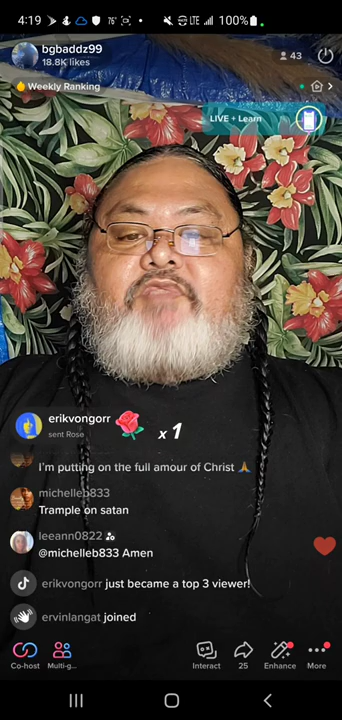 4:19
76°
LTE
100%
bgbaddz99
18.8K likes
43
Weekly Ranking
LIVE + Learn
erikvongorr
sent Rose
x 1
I'm putting on the full amour of Christ 🙏
michelleb833
Trample on satan
leeann0822
@michelleb833 Amen
erikvongorr just became a top 3 viewer!
ervinlangat joined
Co-host
Multi-g...
Interact
25
Enhance
More